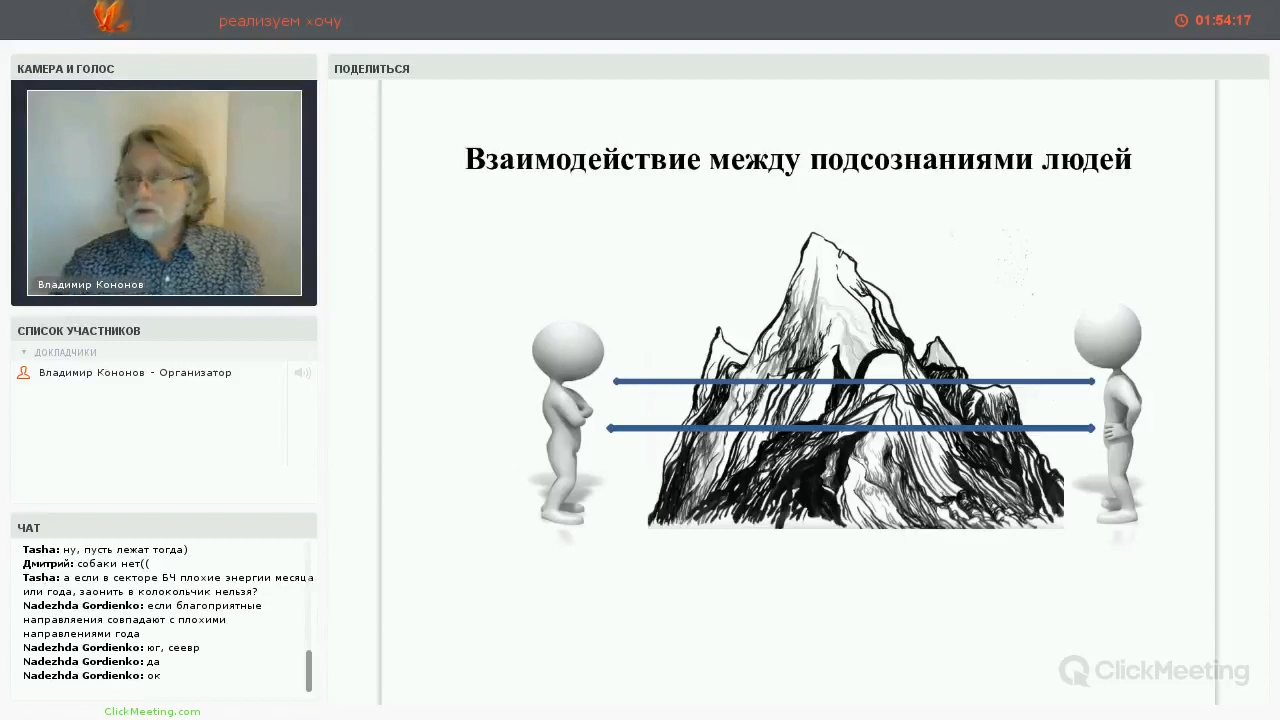 реализуем хочу
01:54:17
КАМЕРА И ГОЛОС
Владимир Кононов
СПИСОК УЧАСТНИКОВ
ДОКЛАДЧИКИ
Владимир Кононов - Организатор
ЧАТ
Tasha: ну, пусть лежат тогда)
Дмитрий: собаки нет((
Tasha: а если в секторе БЧ плохие энергии месяца
или года, заонить в колокольчик нельзя?
Nadezhda Gordienko: если благоприятные
направляения совпадают с плохими
направлениями года
Nadezhda Gordienko: юг, сеевр
Nadezhda Gordienko: да
Nadezhda Gordienko: ок
ClickMeeting.com
ПОДЕЛИТЬСЯ
Взаимодействие между подсознаниями людей
ClickMeeting